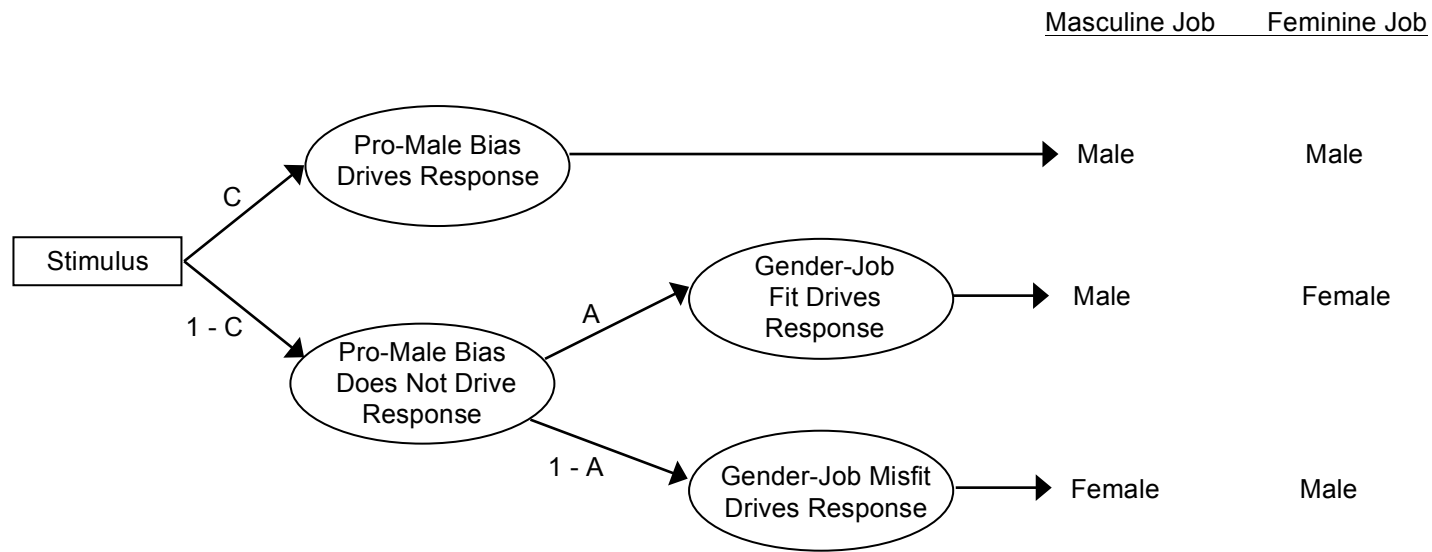 Masculine Job Feminine Job
Pro-Male Bias
Drives Response
Male Male
C
Stimulus
1 - C
Pro-Male Bias
Does Not Drive
Response
A
Gender-Job
Fit Drives
Response
Male Female
1 - A
Gender-Job Misfit
Drives Response
Female Male